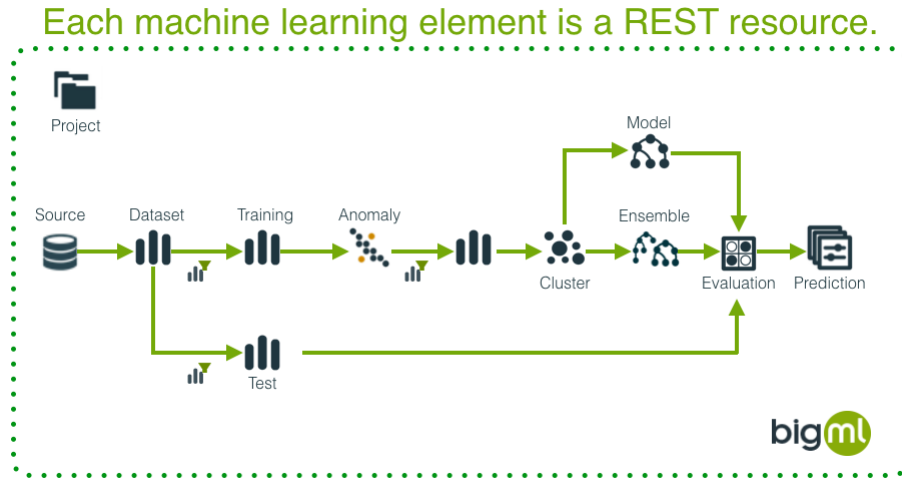 Each machine learning element is a REST resource.
Project
Model
Source
Dataset
Training
Anomaly
Ensemble
Cluster
Evaluation
Prediction
Test
bigml